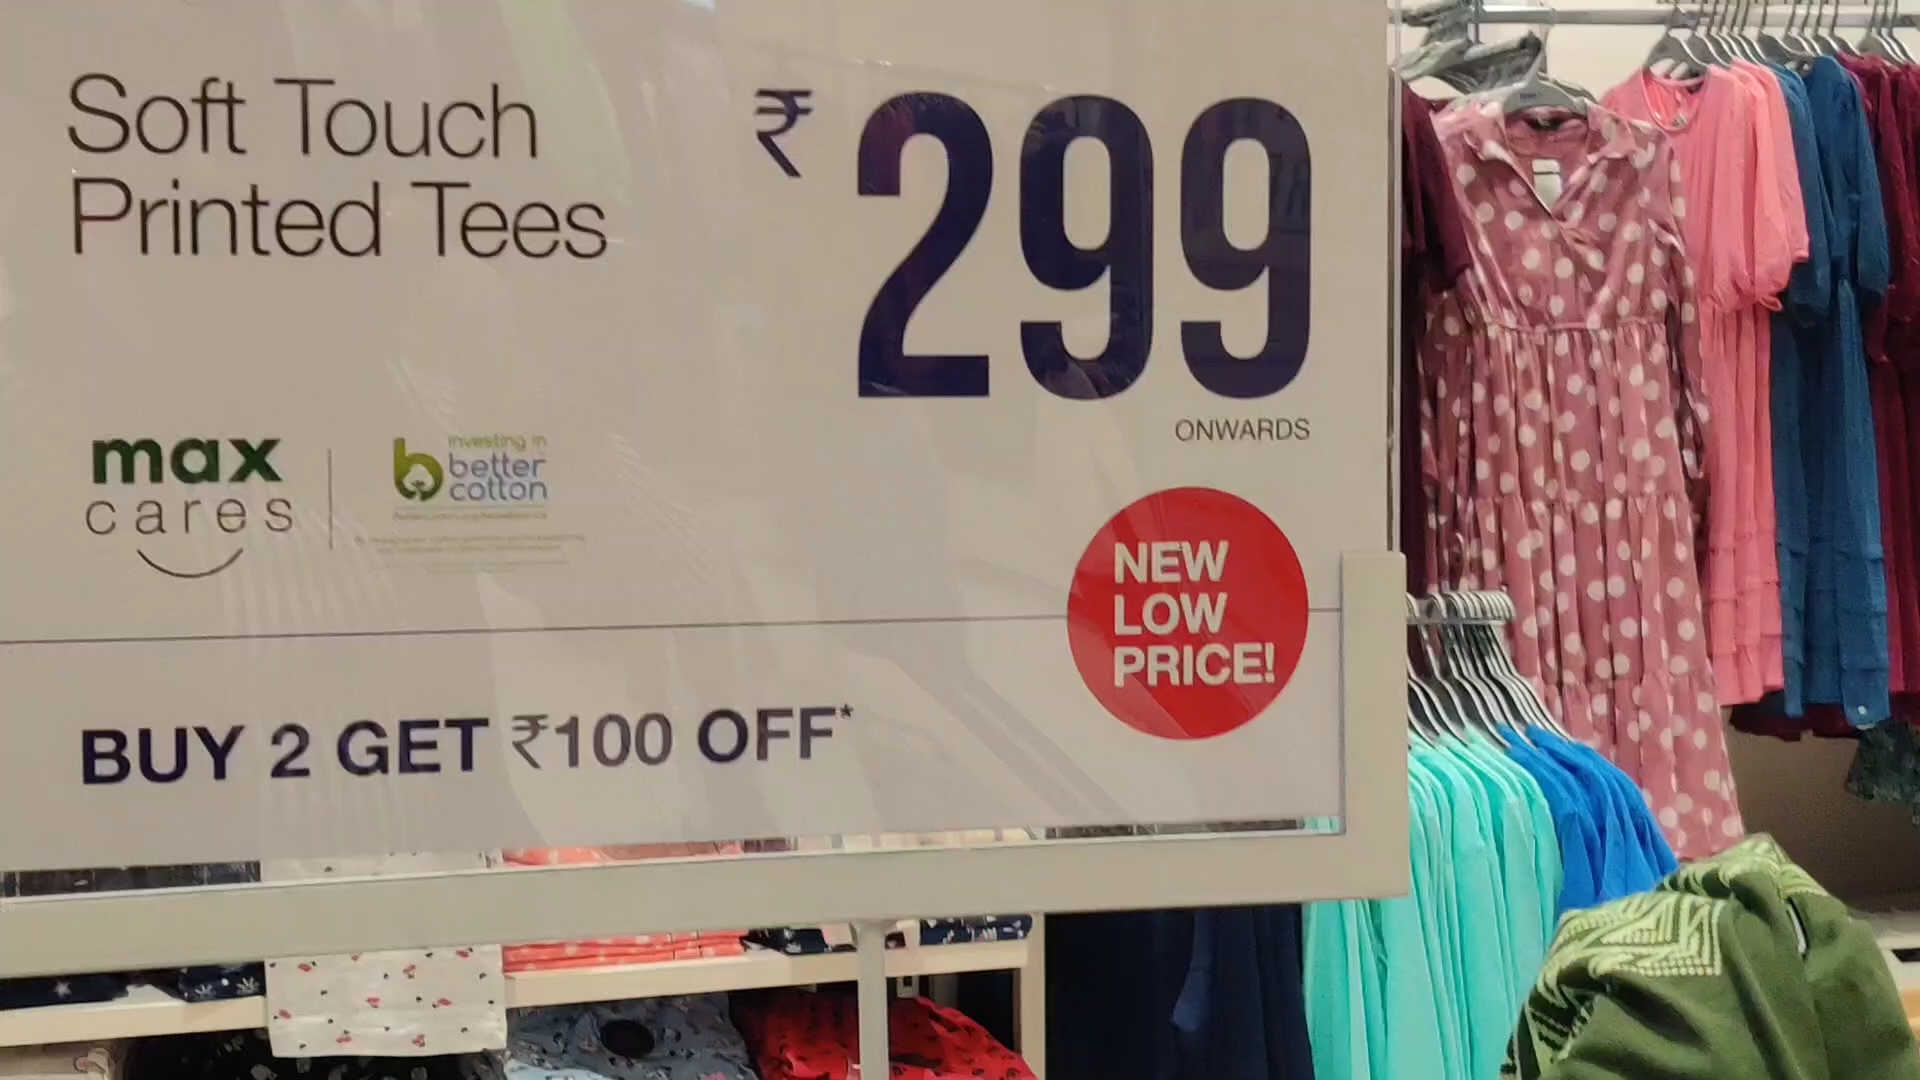 Soft Touch
Printed Tees
₹299
ONWARDS
max
cares
investing in
better
cotton
NEW
LOW
PRICE!
BUY 2 GET ₹100 OFF*